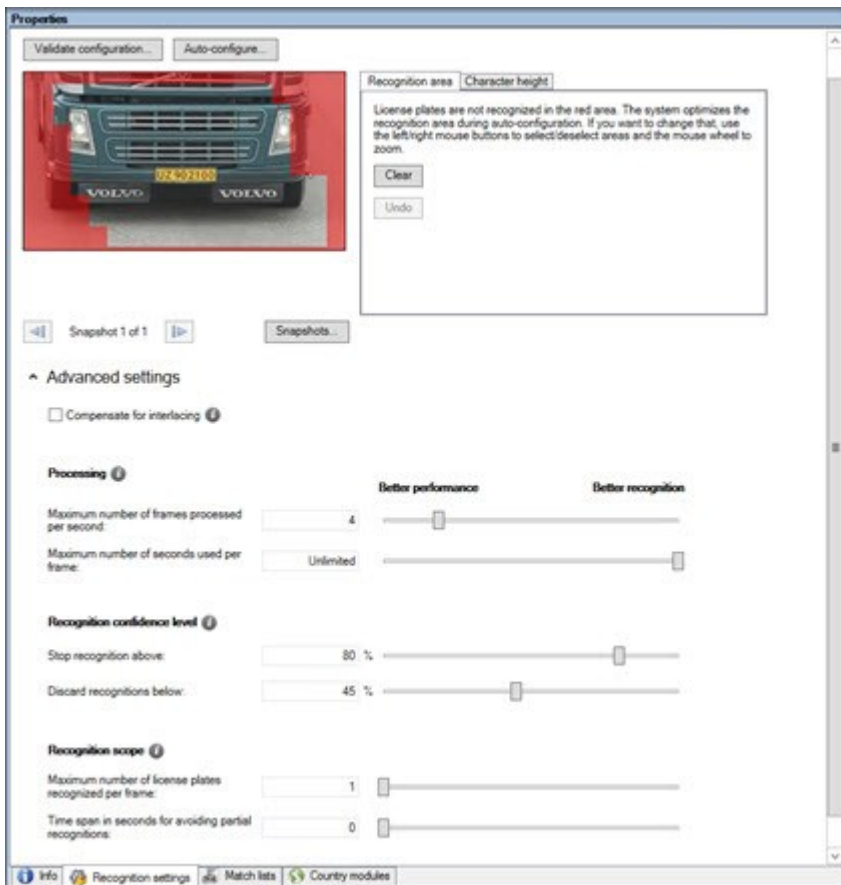 Properties
Validate configuration...
Auto-configure...
UZ 902100
VOLVO
VOLVO
Recognition area
Character height
License plates are not recognized in the red area. The system optimizes the
recognition area during auto-configuration. If you want to change that, use
the left/right mouse buttons to select/deselect areas and the mouse wheel to
zoom.
Clear
Undo
Snapshot 1 of 1
Snapshots...
Advanced settings
Compensate for interlacing
Processing
Better performance
Better recognition
Maximum number of frames processed
per second:
4
Maximum number of seconds used per
frame:
Unlimited
Recognition confidence level
Stop recognition above:
80 %
Discard recognitions below:
45 %
Recognition scope
Maximum number of license plates
recognized per frame:
1
Time span in seconds for avoiding partial
recognitions:
0
Info
Recognition settings
Match lists
Country modules